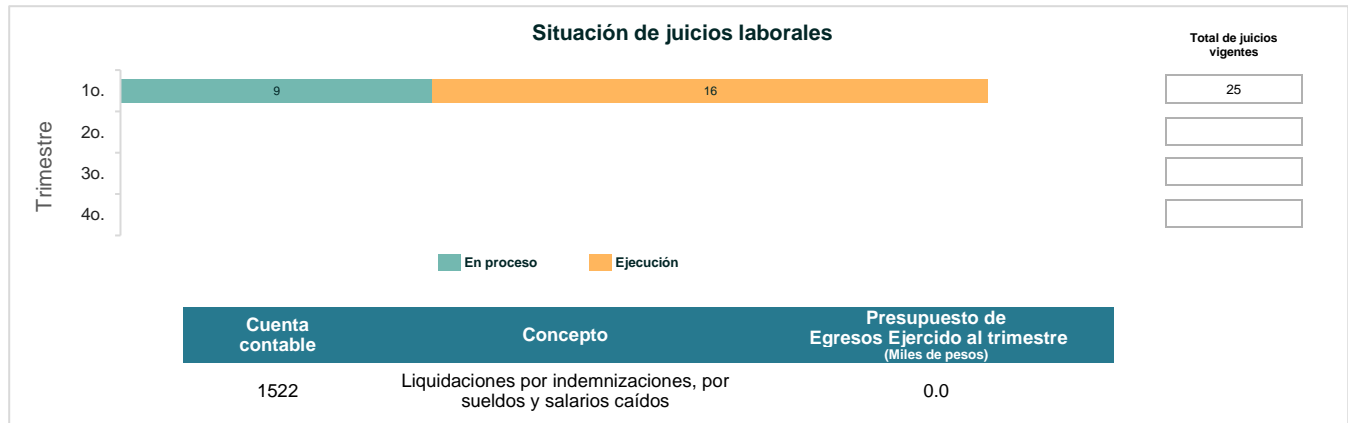 Situación de juicios laborales
Total de juicios
vigentes
Trimestre
1o.
9
16
25
2o.
3o.
4o.
En proceso
Ejecución
Cuenta
contable
Concepto
Presupuesto de
Egresos Ejercido al trimestre
(Miles de pesos)
1522
Liquidaciones por indemnizaciones, por
sueldos y salarios caídos
0.0